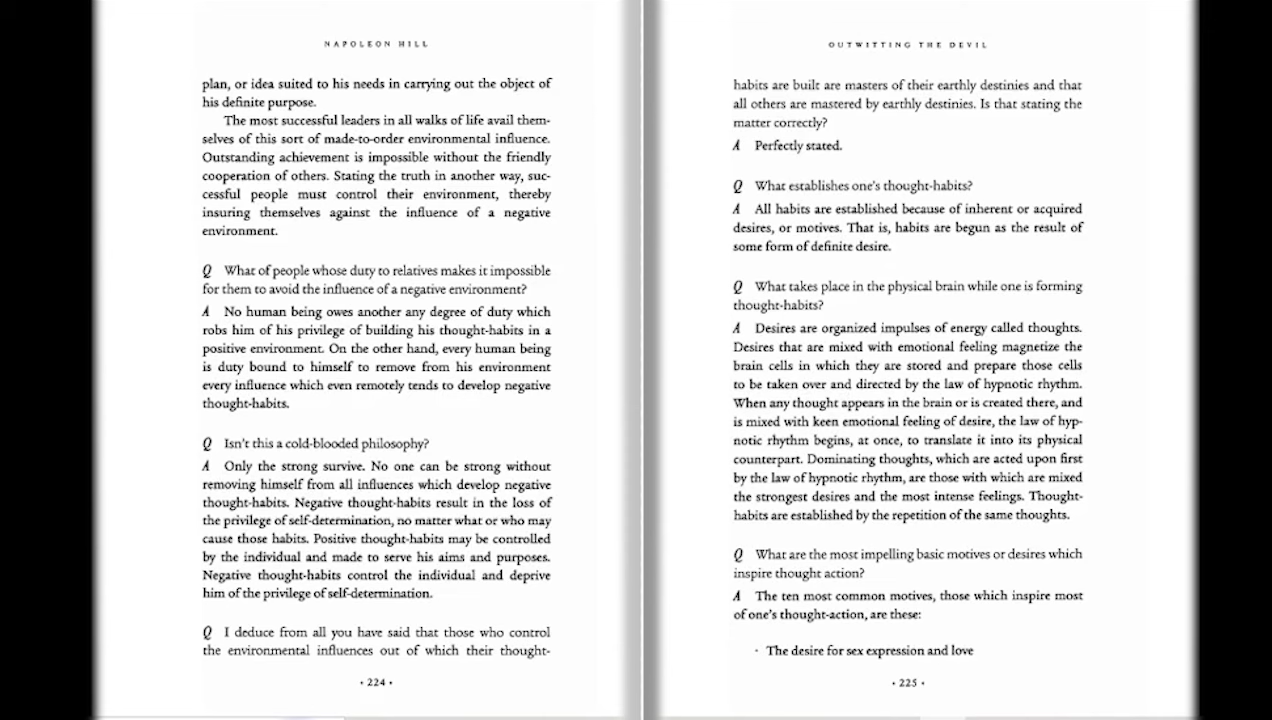 NAPOLEON HILL
plan, or idea suited to his needs in carrying out the object of
his definite purpose.
The most successful leaders in all walks of life avail them-
selves of this sort of made-to-order environmental influence.
Outstanding achievement is impossible without the friendly
cooperation of others. Stating the truth in another way, suc-
cessful people must control their environment, thereby
insuring themselves against the influence of a negative
environment.
Q What of people whose duty to relatives makes it impossible
for them to avoid the influence of a negative environment?
A No human being owes another any degree of duty which
robs him of his privilege of building his thought-habits in a
positive environment. On the other hand, every human being
is duty bound to himself to remove from his environment
every influence which even remotely tends to develop negative
thought-habits.
Q Isn't this a cold-blooded philosophy?
A Only the strong survive. No one can be strong without
removing himself from all influences which develop negative
thought-habits. Negative thought-habits result in the loss of
the privilege of self-determination, no matter what or who may
cause those habits. Positive thought-habits may be controlled
by the individual and made to serve his aims and purposes.
Negative thought-habits control the individual and deprive
him of the privilege of self-determination.
Q I deduce from all you have said that those who control
the environmental influences out of which their thought-
· 224 ·
OUTWITTING THE DEVIL
habits are built are masters of their earthly destinies and that
all others are mastered by earthly destinies. Is that stating the
matter correctly?
A Perfectly stated.
Q What establishes one's thought-habits?
A All habits are established because of inherent or acquired
desires, or motives. That is, habits are begun as the result of
some form of definite desire.
Q What takes place in the physical brain while one is forming
thought-habits?
A Desires are organized impulses of energy called thoughts.
Desires that are mixed with emotional feeling magnetize the
brain cells in which they are stored and prepare those cells
to be taken over and directed by the law of hypnotic rhythm.
When any thought appears in the brain or is created there, and
is mixed with keen emotional feeling of desire, the law of hyp-
notic rhythm begins, at once, to translate it into its physical
counterpart. Dominating thoughts, which are acted upon first
by the law of hypnotic rhythm, are those with which are mixed
the strongest desires and the most intense feelings. Thought-
habits are established by the repetition of the same thoughts.
Q What are the most impelling basic motives or desires which
inspire thought action?
A The ten most common motives, those which inspire most
of one's thought-action, are these:
· The desire for sex expression and love
· 225 ·